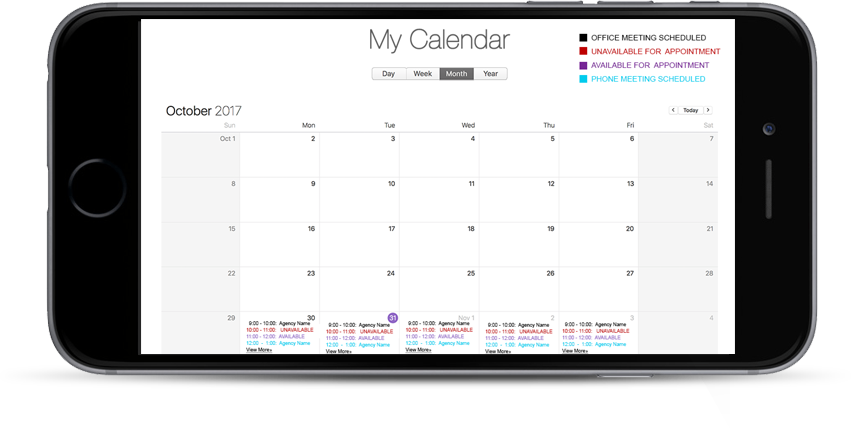 My Calendar
OFFICE MEETING SCHEDULED
UNAVAILABLE FOR APPOINTMENT
AVAILABLE FOR APPOINTMENT
PHONE MEETING SCHEDULED
Day Week Month Year
October 2017
< Today >
Sun Mon Tue Wed Thu Fri Sat
Oct 1 2 3 4 5 6 7
8 9 10 11 12 13 14
15 16 17 18 19 20 21
22 23 24 25 26 27 28
29 30 31 Nov 1 2 3 4
9:00 - 10:00: Agency Name
10:00 - 11:00: UNAVAILABLE
11:00 - 12:00: AVAILABLE
12:00 - 1:00: Agency Name
View More»
9:00 - 10:00: Agency Name
10:00 - 11:00: UNAVAILABLE
11:00 - 12:00: AVAILABLE
12:00 - 1:00: Agency Name
View More»
9:00 - 10:00: Agency Name
10:00 - 11:00: UNAVAILABLE
11:00 - 12:00: AVAILABLE
12:00 - 1:00: Agency Name
View More»
9:00 - 10:00: Agency Name
10:00 - 11:00: UNAVAILABLE
11:00 - 12:00: AVAILABLE
12:00 - 1:00: Agency Name
View More»
9:00 - 10:00: Agency Name
10:00 - 11:00: UNAVAILABLE
11:00 - 12:00: AVAILABLE
12:00 - 1:00: Agency Name
View More»